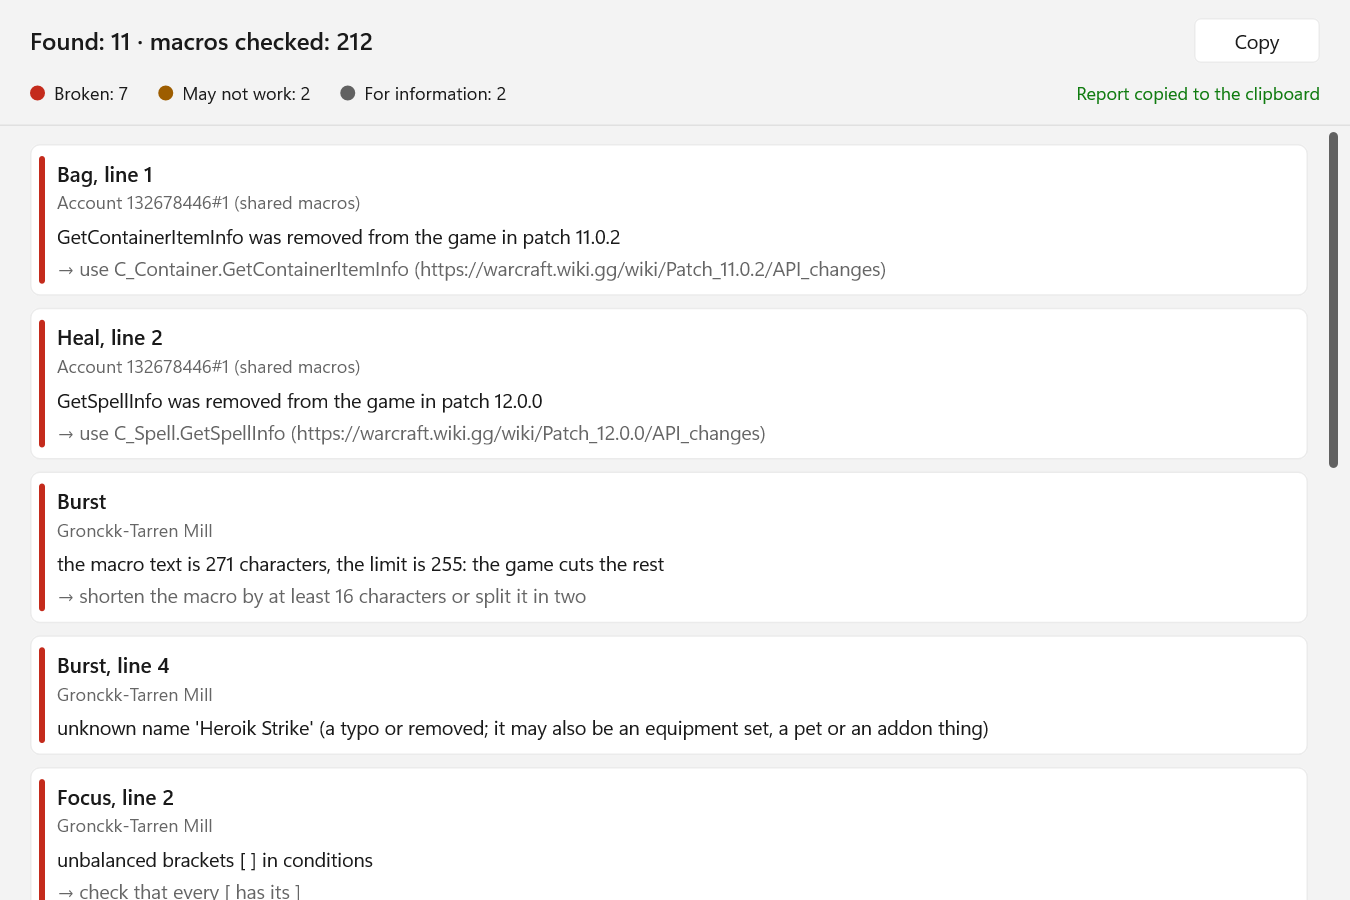 Found: 11 · macros checked: 212
Copy
Broken: 7
May not work: 2
For information: 2
Report copied to the clipboard
Bag, line 1
Account 132678446#1 (shared macros)
GetContainerItemInfo was removed from the game in patch 11.0.2
→ use C_Container.GetContainerItemInfo (https://warcraft.wiki.gg/wiki/Patch_11.0.2/API_changes)
Heal, line 2
Account 132678446#1 (shared macros)
GetSpellInfo was removed from the game in patch 12.0.0
→ use C_Spell.GetSpellInfo (https://warcraft.wiki.gg/wiki/Patch_12.0.0/API_changes)
Burst
Gronckk-Tarren Mill
the macro text is 271 characters, the limit is 255: the game cuts the rest
→ shorten the macro by at least 16 characters or split it in two
Burst, line 4
Gronckk-Tarren Mill
unknown name 'Heroik Strike' (a typo or removed; it may also be an equipment set, a pet or an addon thing)
Focus, line 2
Gronckk-Tarren Mill
unbalanced brackets [ ] in conditions
→ check that every [ has its ]